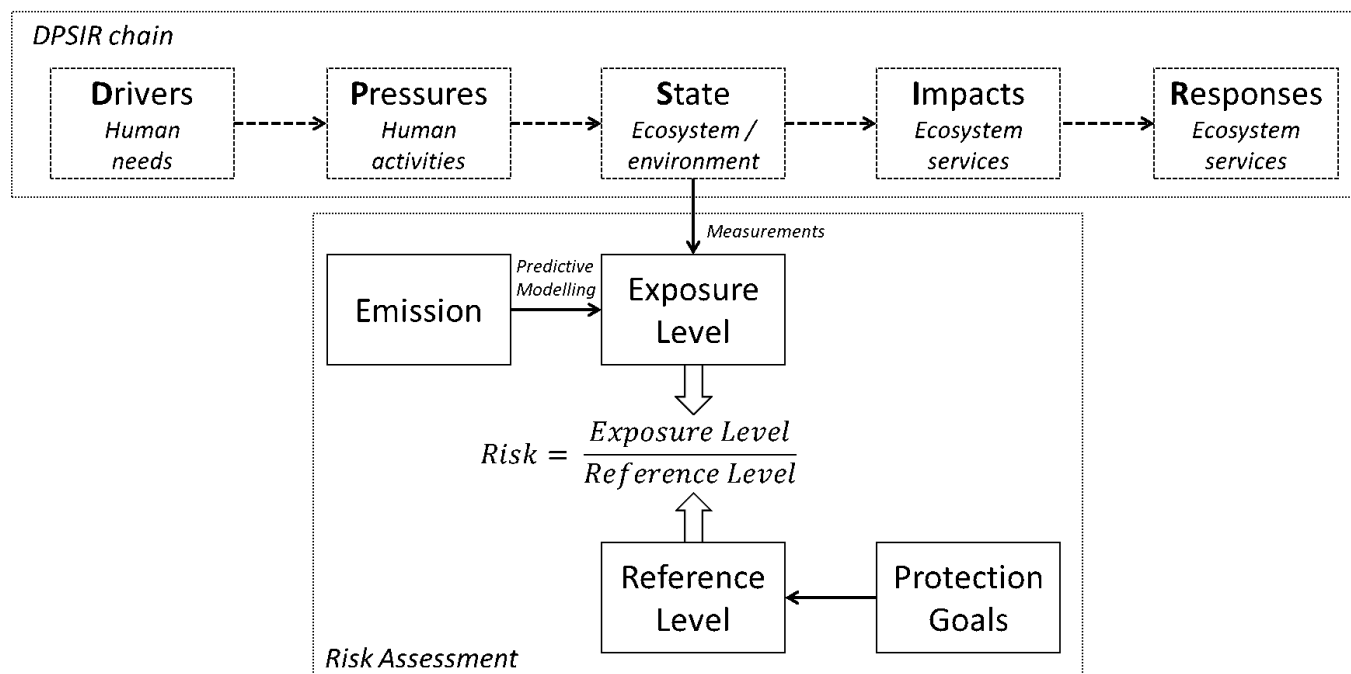 DPSIR chain
Drivers
Human
needs
Pressures
Human
activities
State
Ecosystem /
environment
Impacts
Ecosystem
services
Responses
Ecosystem
services
Measurements
Emission
Predictive
Modelling
Exposure
Level
Risk = Exposure Level
Reference Level
Reference
Level
Protection
Goals
Risk Assessment